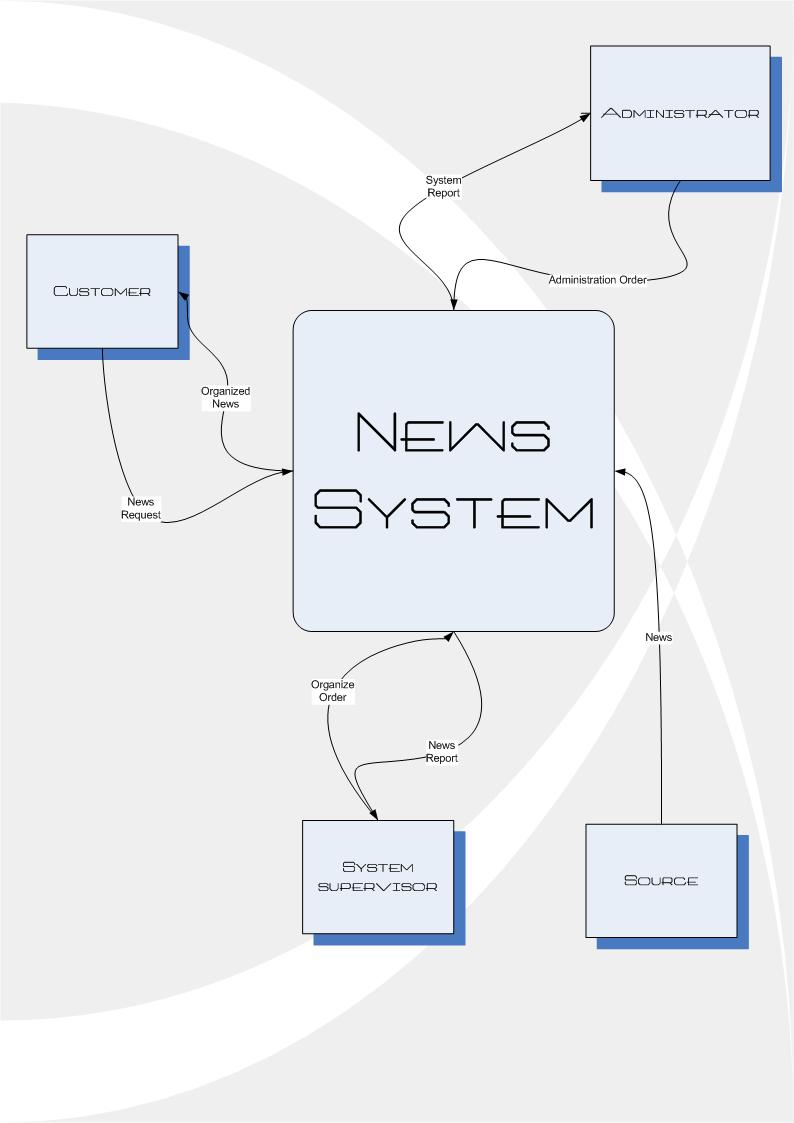 Administrator
System
Report
Administration Order
Customer
Organized
News
News
System
News
Request
News
Organize
Order
News
Report
System
supervisor
Source